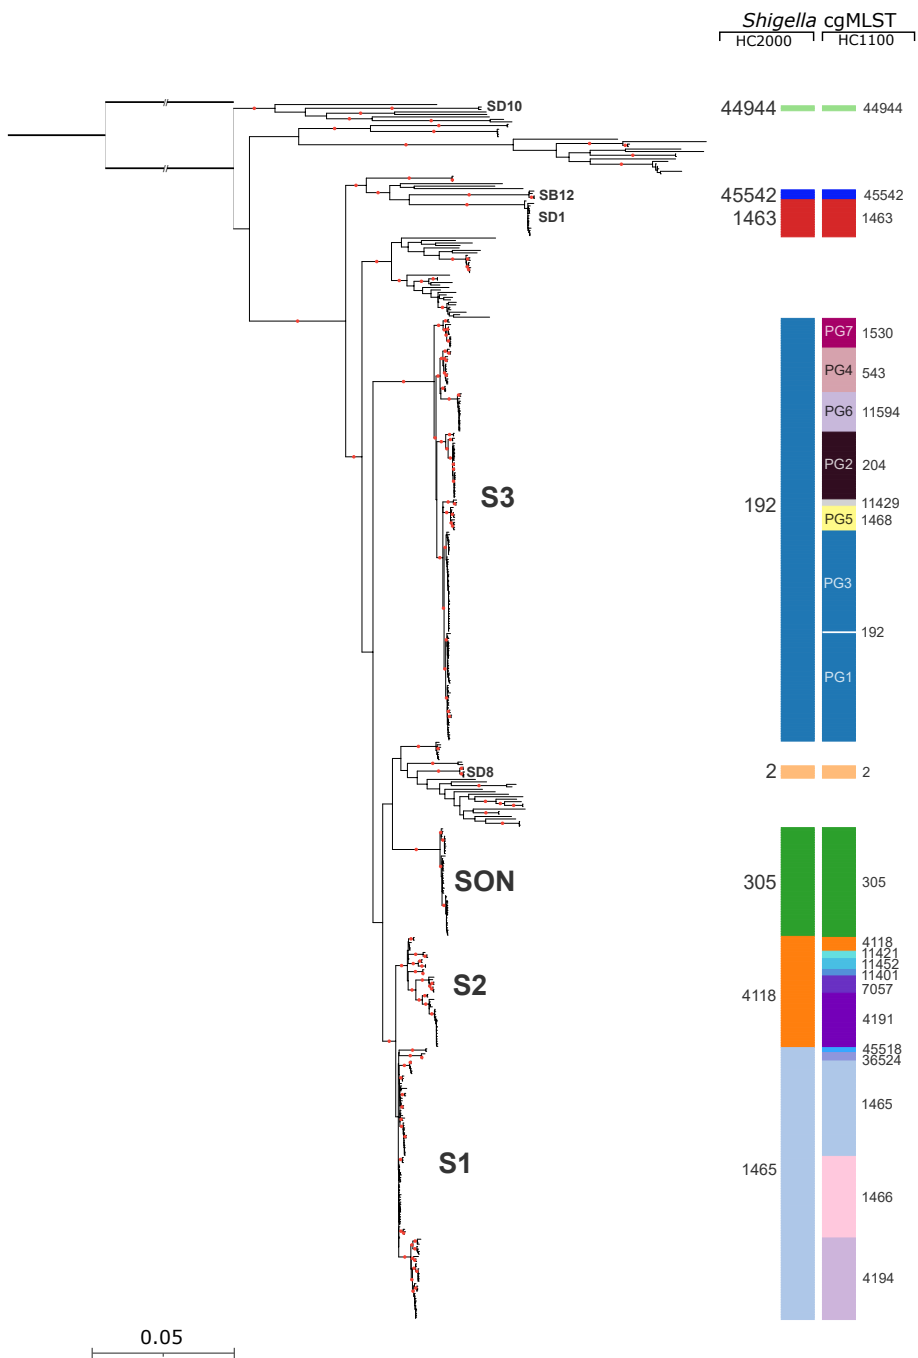 Shigella cgMLST
HC2000 HC1100
SD10 44944 44944
SB12 45542 45542
SD1 1463 1463
PG7 1530
PG4 543
PG6 11594
PG2 204
S3 192
11429
PG5 1468
PG3
192
PG1
SD8 2 2
SON 305 305
4118
11421
11452
11401
S2 4118 7057
4191
45518
36524
1465
S1 1465
1466
4194
0.05